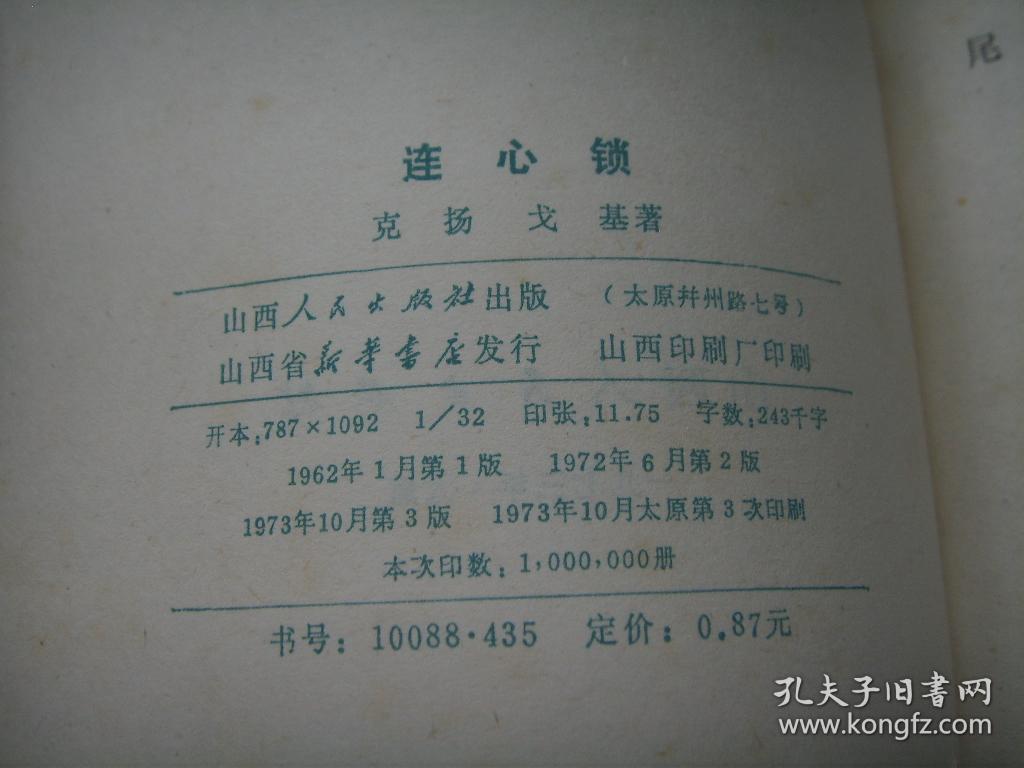 尼
连心锁
克扬 戈基著
山西人民出版社出版 （太原并州路七号）
山西省新华书店发行 山西印刷厂印刷
开本：787×1092 1/32 印张：11.75 字数：243千字
1962年1月第1版 1972年6月第2版
1973年10月第3版 1973年10月太原第3次印刷
本次印数：1,000,000册
书号：10088·435 定价：0.87元
孔夫子旧书网
www.kongfz.com